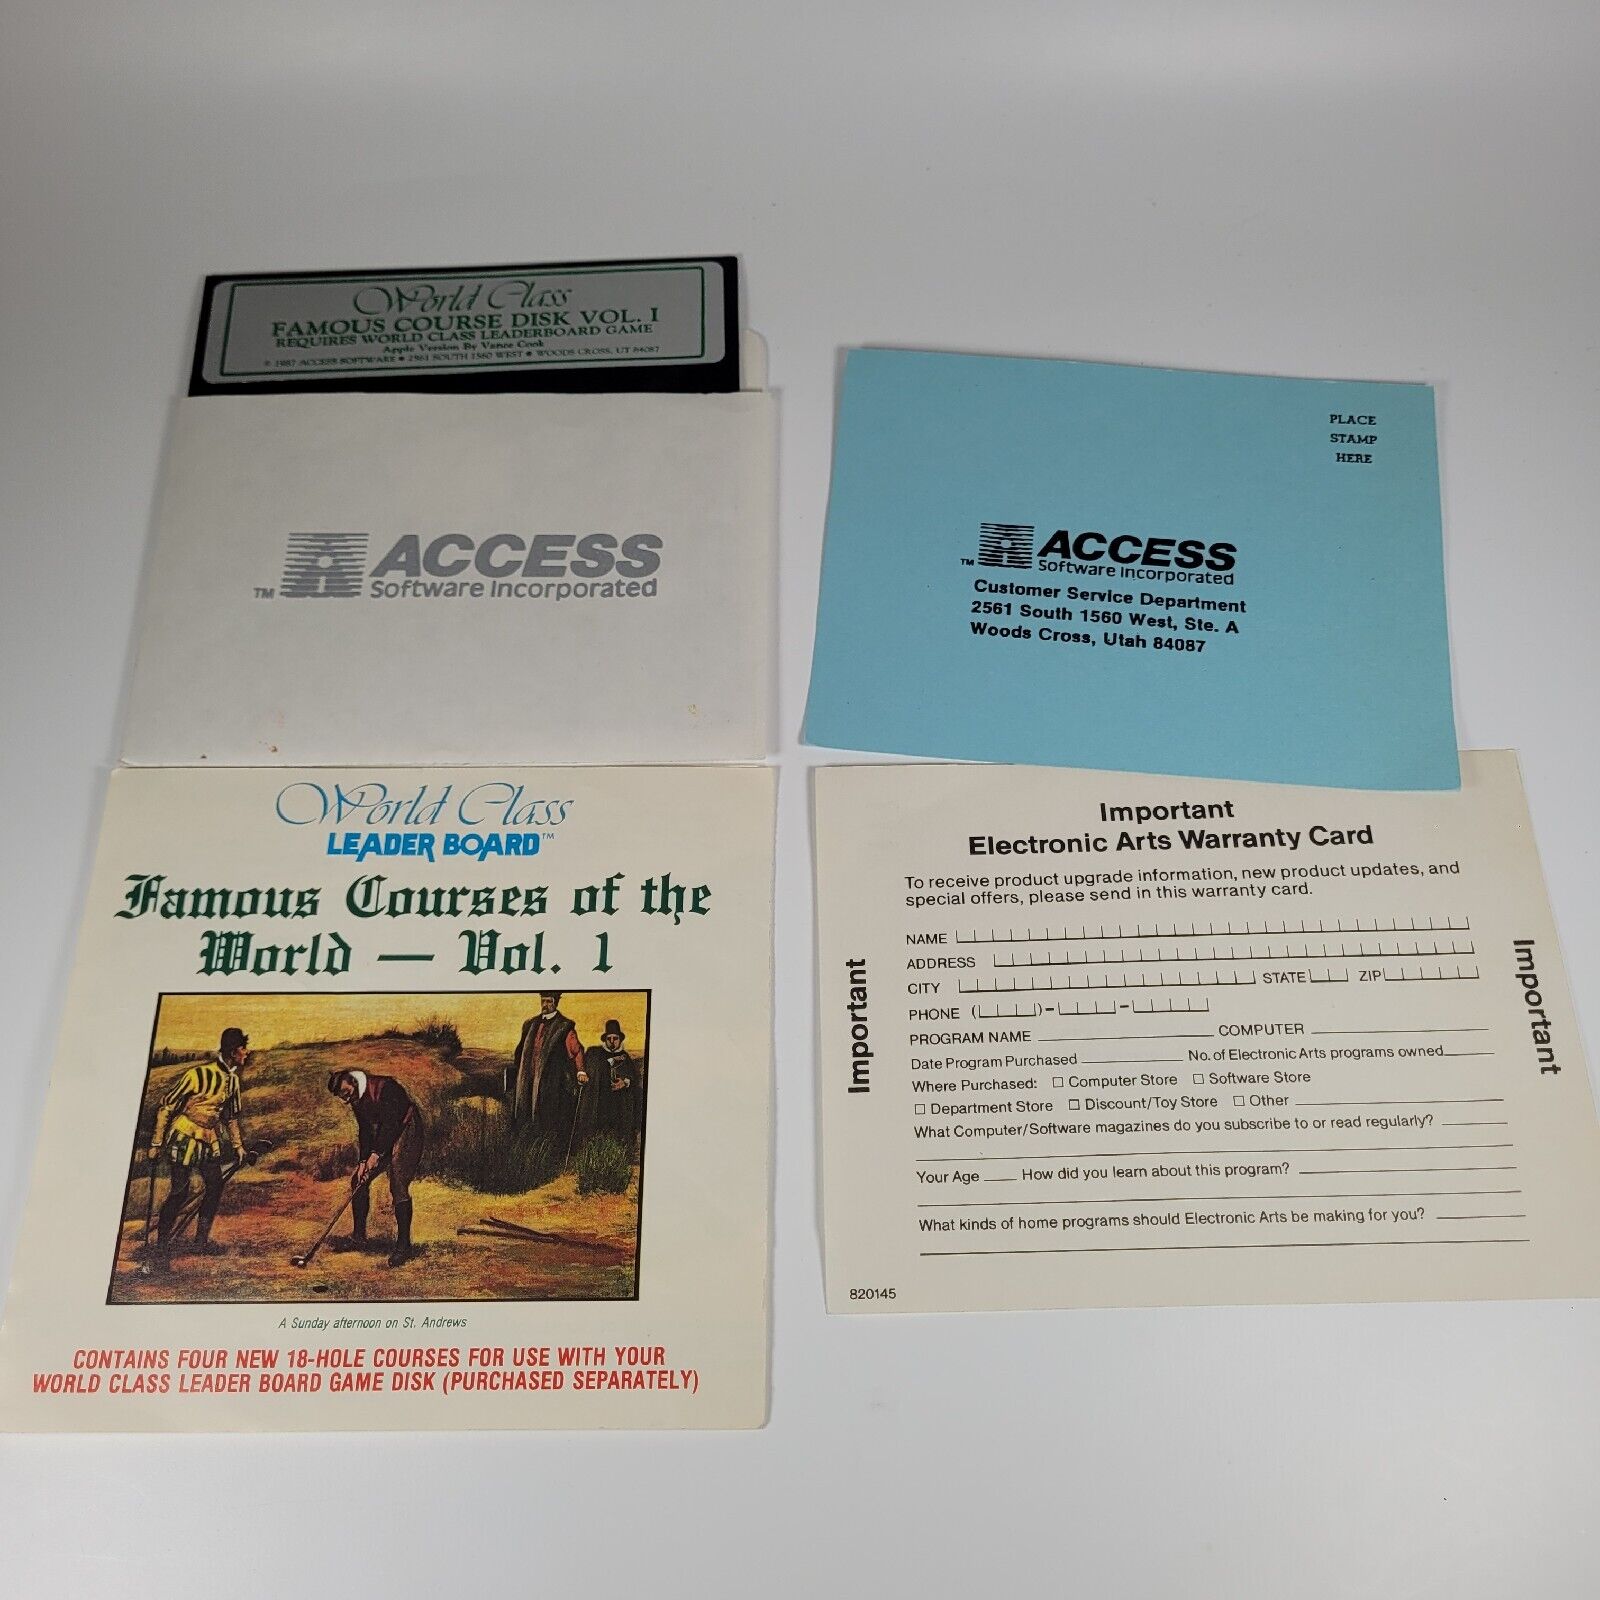 World Class
FAMOUS COURSE DISK VOL. I
REQUIRES WORLD CLASS LEADERBOARD GAME
Apple Version By Vance Cook
© 1987 ACCESS SOFTWARE • 2561 SOUTH 1560 WEST • WOODS CROSS, UT 84087
TM ACCESS
Software Incorporated
PLACE
STAMP
HERE
TM ACCESS
Software Incorporated
Customer Service Department
2561 South 1560 West, Ste. A
Woods Cross, Utah 84087
World Class
LEADER BOARD™
Famous Courses of the
World — Vol. 1
A Sunday afternoon on St. Andrews
CONTAINS FOUR NEW 18-HOLE COURSES FOR USE WITH YOUR
WORLD CLASS LEADER BOARD GAME DISK (PURCHASED SEPARATELY)
Important
Electronic Arts Warranty Card
To receive product upgrade information, new product updates, and
special offers, please send in this warranty card.
NAME
ADDRESS
CITY STATE ZIP
PHONE ( ) - -
PROGRAM NAME COMPUTER
Date Program Purchased No. of Electronic Arts programs owned
Where Purchased: □ Computer Store □ Software Store
□ Department Store □ Discount/Toy Store □ Other
What Computer/Software magazines do you subscribe to or read regularly?
Your Age How did you learn about this program?
What kinds of home programs should Electronic Arts be making for you?
820145
Important
Important